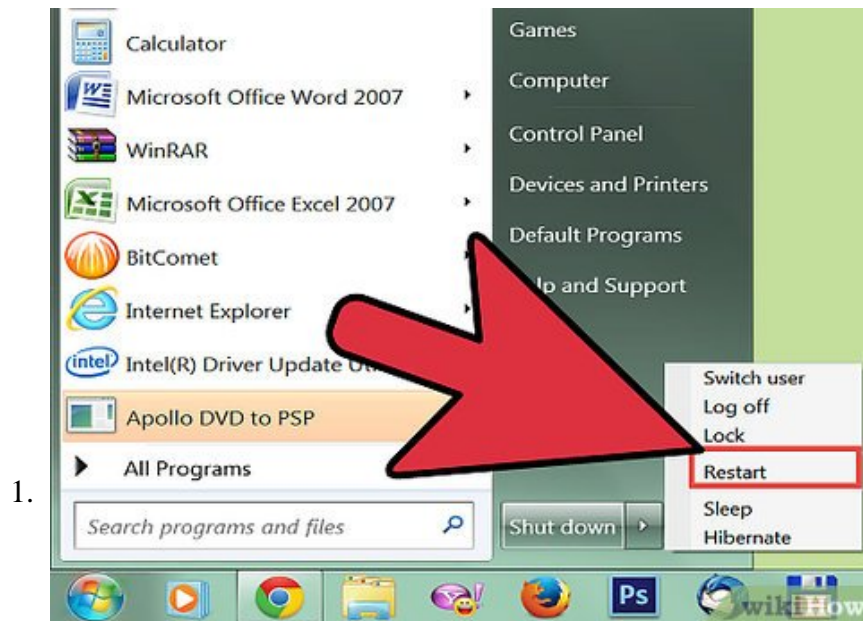 Calculator
Microsoft Office Word 2007
WinRAR
Microsoft Office Excel 2007
BitComet
Internet Explorer
(intel) Intel(R) Driver Update
Apollo DVD to PSP
All Programs
Search programs and files
Games
Computer
Control Panel
Devices and Printers
Default Programs
and Support
Shut down
Switch user
Log off
Lock
Restart
Sleep
Hibernate
1.
Ps
wikiHow